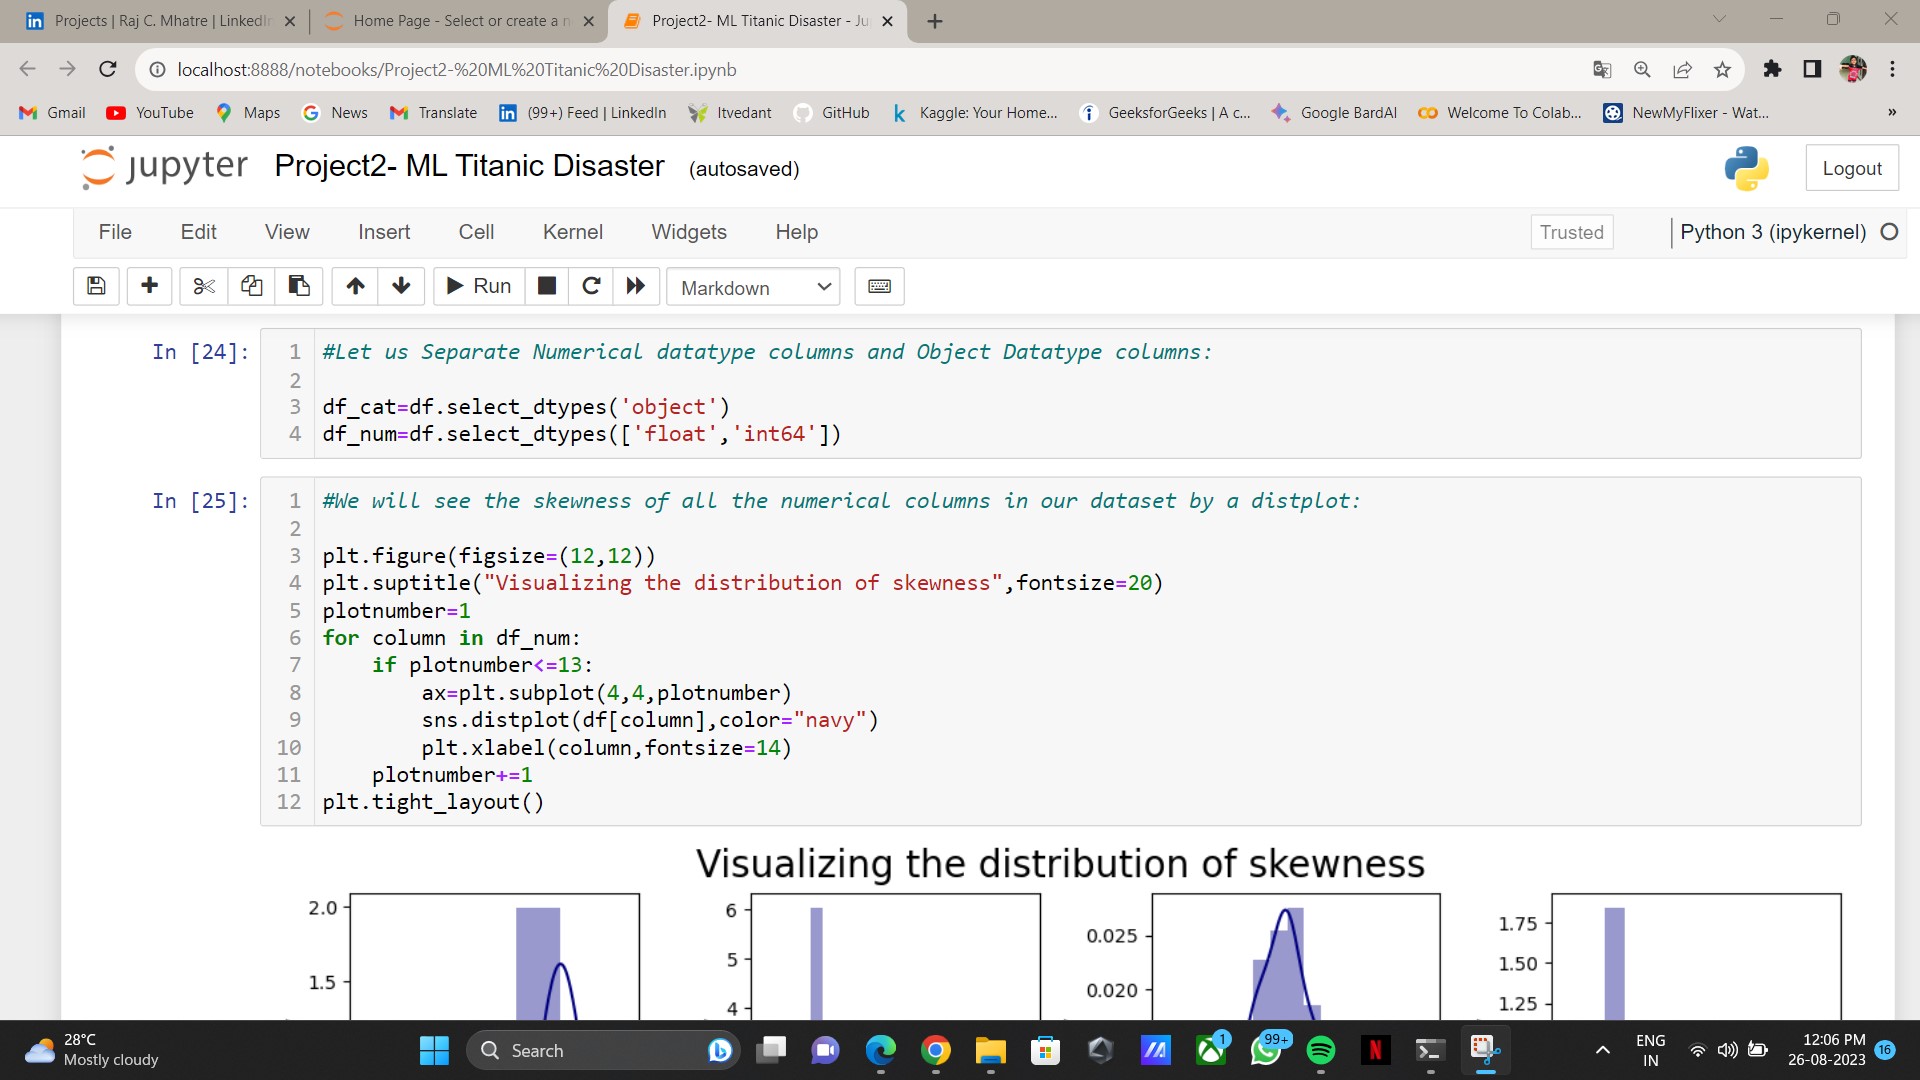 Projects | Raj C. Mhatre | LinkedIn
Home Page - Select or create a n
Project2- ML Titanic Disaster - Ju
localhost:8888/notebooks/Project2-%20ML%20Titanic%20Disaster.ipynb
Gmail YouTube Maps News Translate (99+) Feed | LinkedIn Itvedant GitHub Kaggle: Your Home... GeeksforGeeks | A c... Google BardAI Welcome To Colab... NewMyFlixer - Wat... »
jupyter Project2- ML Titanic Disaster (autosaved) Logout
File Edit View Insert Cell Kernel Widgets Help Trusted Python 3 (ipykernel)
Run Markdown
In [24]: 1 #Let us Separate Numerical datatype columns and Object Datatype columns:
2
3 df_cat=df.select_dtypes('object')
4 df_num=df.select_dtypes(['float','int64'])
In [25]: 1 #We will see the skewness of all the numerical columns in our dataset by a distplot:
2
3 plt.figure(figsize=(12,12))
4 plt.suptitle("Visualizing the distribution of skewness",fontsize=20)
5 plotnumber=1
6 for column in df_num:
7     if plotnumber<=13:
8         ax=plt.subplot(4,4,plotnumber)
9         sns.distplot(df[column],color="navy")
10         plt.xlabel(column,fontsize=14)
11     plotnumber+=1
12 plt.tight_layout()
Visualizing the distribution of skewness
2.0
1.5
6
5
4
0.025
0.020
1.75
1.50
1.25
28°C
Mostly cloudy
Search
1
99+
ENG
IN
12:06 PM
26-08-2023
16